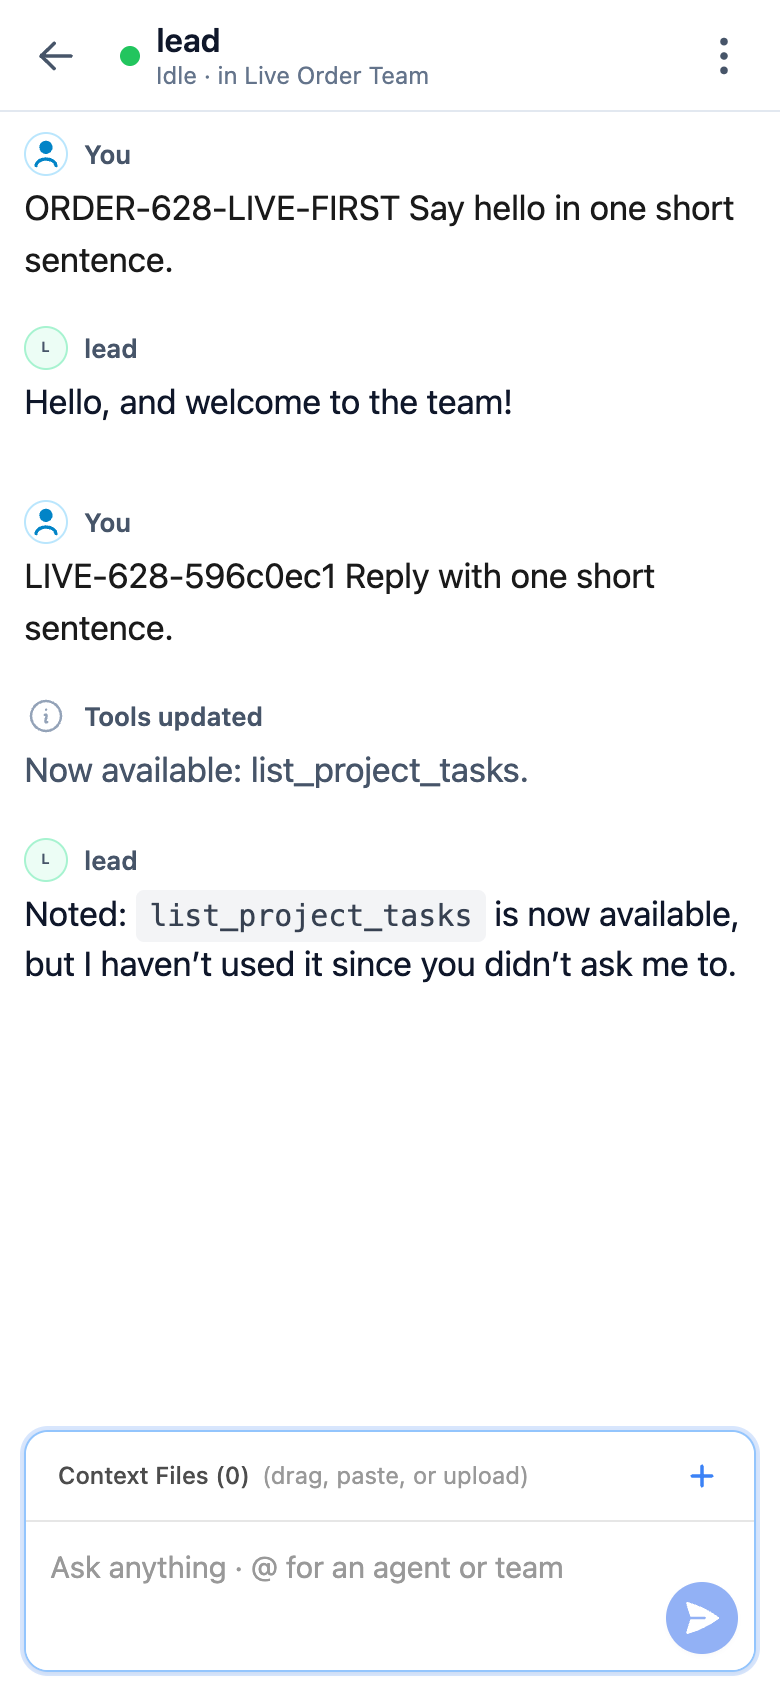 lead
Idle · in Live Order Team
You
ORDER-628-LIVE-FIRST Say hello in one short
sentence.
L lead
Hello, and welcome to the team!
You
LIVE-628-596c0ec1 Reply with one short
sentence.
Tools updated
Now available: list_project_tasks.
L lead
Noted: list_project_tasks is now available,
but I haven’t used it since you didn’t ask me to.
Context Files (0) (drag, paste, or upload)
Ask anything · @ for an agent or team